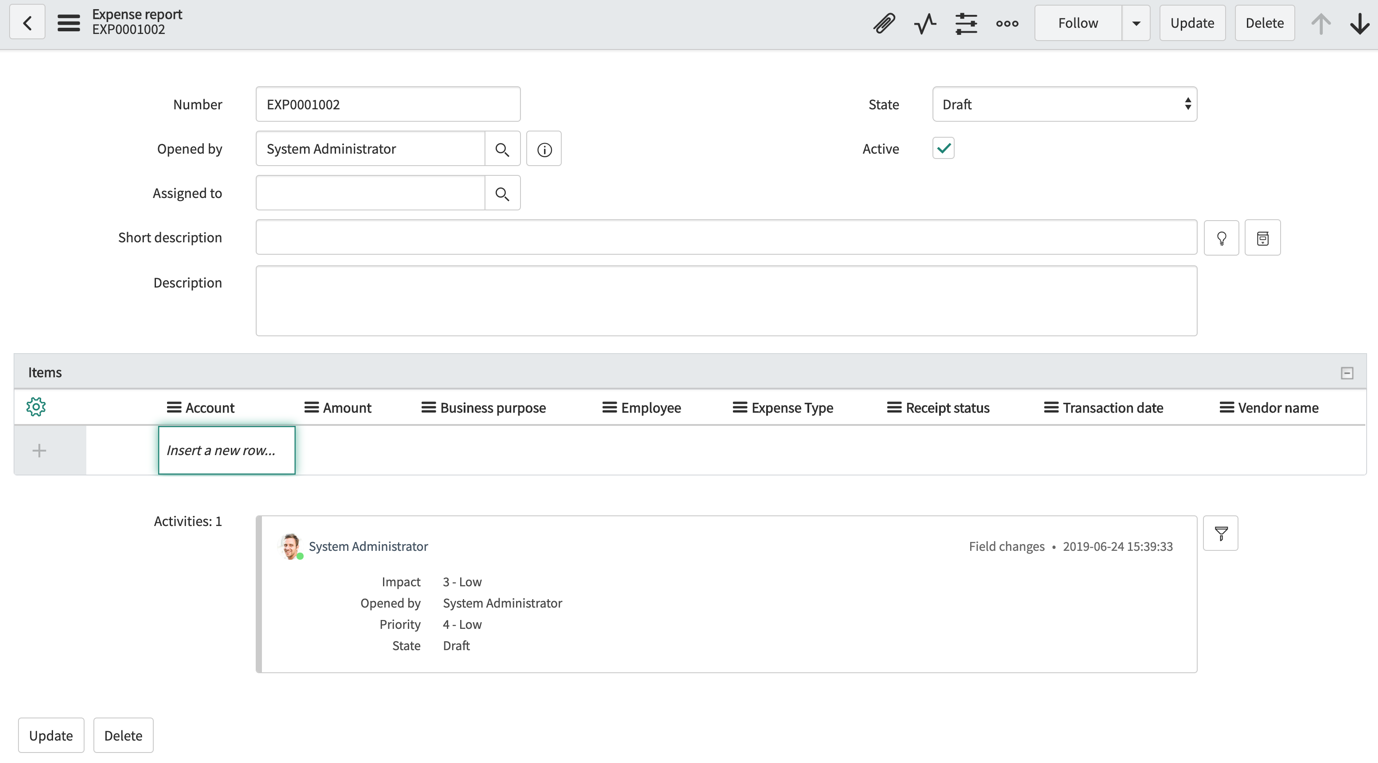 Expense report
EXP0001002
Follow
Update
Delete
Number
EXP0001002
State
Draft
Opened by
System Administrator
Active
Assigned to
Short description
Description
Items
Account
Amount
Business purpose
Employee
Expense Type
Receipt status
Transaction date
Vendor name
Insert a new row...
Activities: 1
System Administrator
Field changes • 2019-06-24 15:39:33
Impact 3 - Low
Opened by System Administrator
Priority 4 - Low
State Draft
Update
Delete